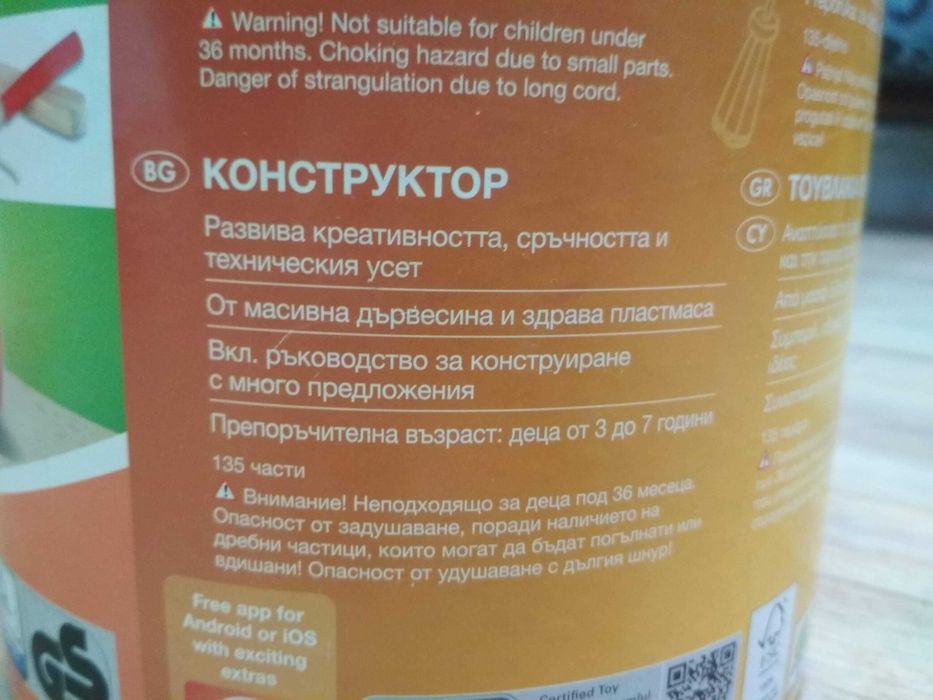 ⚠ Warning! Not suitable for children under
36 months. Choking hazard due to small parts.
Danger of strangulation due to long cord.
BG КОНСТРУКТОР
Развива креативността, сръчността и
техническия усет
От масивна дървесина и здрава пластмаса
Вкл. ръководство за конструиране
с много предложения
Препоръчителна възраст: деца от 3 до 7 години
135 части
⚠ Внимание! Неподходящо за деца под 36 месеца.
Опасност от задушаване, поради наличието на
дребни частици, които могат да бъдат погълнати или
вдишани! Опасност от удушаване с дългия шнур!
Free app for
Android or iOS
with exciting
extras
GS
Certified Toy
GR
CY
FSC